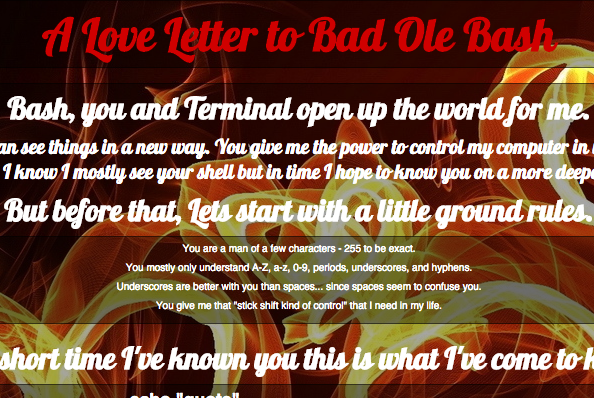 A Love Letter to Bad Ole Bash
Bash, you and Terminal open up the world for me.
an see things in a new way. You give me the power to control my computer in
I know I mostly see your shell but in time I hope to know you on a more deepe
But before that, Lets start with a little ground rules.
You are a man of a few characters - 255 to be exact.
You mostly only understand A-Z, a-z, 0-9, periods, underscores, and hyphens.
Underscores are better with you than spaces... since spaces seem to confuse you.
You give me that "stick shift kind of control" that I need in my life.
short time I've known you this is what I've come to k
echo "quote"